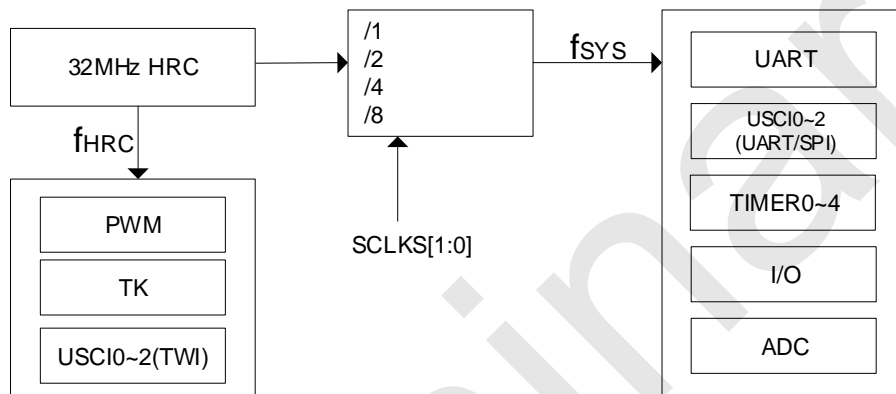 32MHz HRC
fHRC
PWM
TK
USCI0~2(TWI)
/1
/2
/4
/8
SCLKS[1:0]
fSYS
UART
USCI0~2
(UART/SPI)
TIMER0~4
I/O
ADC